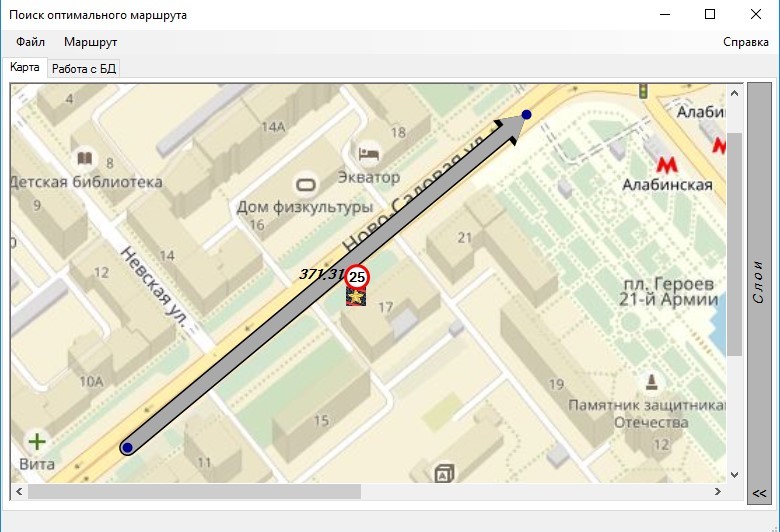 Поиск оптимального маршрута
Файл Маршрут Справка
Карта Работа с БД
4
14А
18
8
Детская библиотека
Экватор
Алабин
Алабинская
9
Дом физкультуры
16
Ново-Садовая ул.
Невская ул.
14
21
12
371,31
25
17
пл. Героев
21-й Армии
Слои
10А
19
15
Памятник защитника
Отечества
12
Вита
11
<<